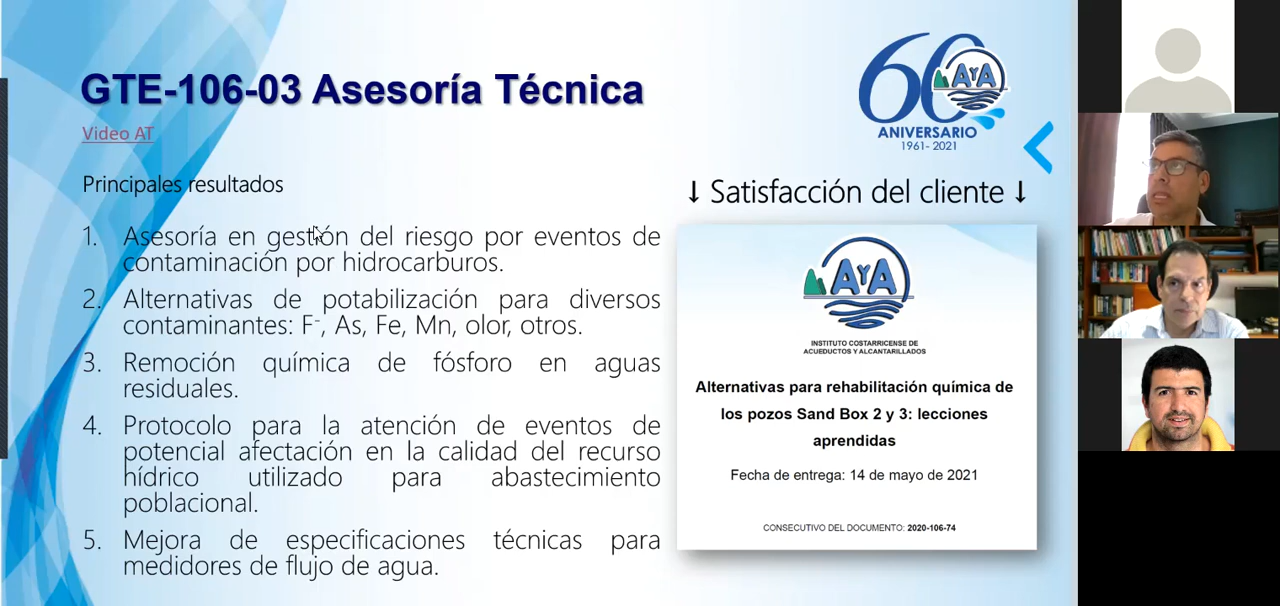 GTE-106-03 Asesoría Técnica
Video AT
Principales resultados
1. Asesoría en gestión del riesgo por eventos de
contaminación por hidrocarburos.
2. Alternativas de potabilización para diversos
contaminantes: F-, As, Fe, Mn, olor, otros.
3. Remoción química de fósforo en aguas
residuales.
4. Protocolo para la atención de eventos de
potencial afectación en la calidad del recurso
hídrico utilizado para abastecimiento
poblacional.
5. Mejora de especificaciones técnicas para
medidores de flujo de agua.
60
AYA
ANIVERSARIO
1961- 2021
↓ Satisfacción del cliente ↓
AYA
INSTITUTO COSTARRICENSE DE
ACUEDUCTOS Y ALCANTARILLADOS
Alternativas para rehabilitación química de
los pozos Sand Box 2 y 3: lecciones
aprendidas
Fecha de entrega: 14 de mayo de 2021
CONSECUTIVO DEL DOCUMENTO: 2020-106-74